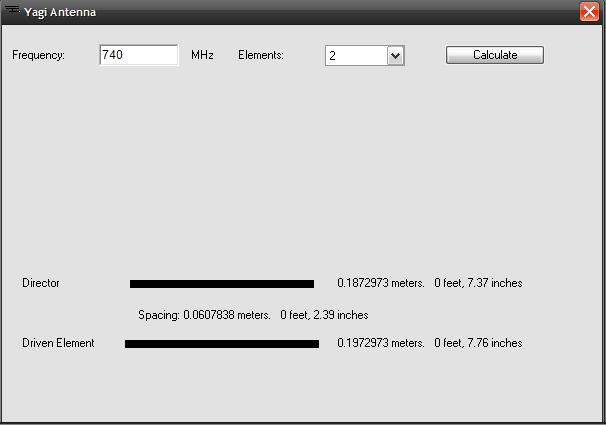 Yagi Antenna
Frequency: 740 MHz Elements: 2 Calculate
Director 0.1872973 meters. 0 feet, 7.37 inches
Spacing: 0.0607838 meters. 0 feet, 2.39 inches
Driven Element 0.1972973 meters. 0 feet, 7.76 inches